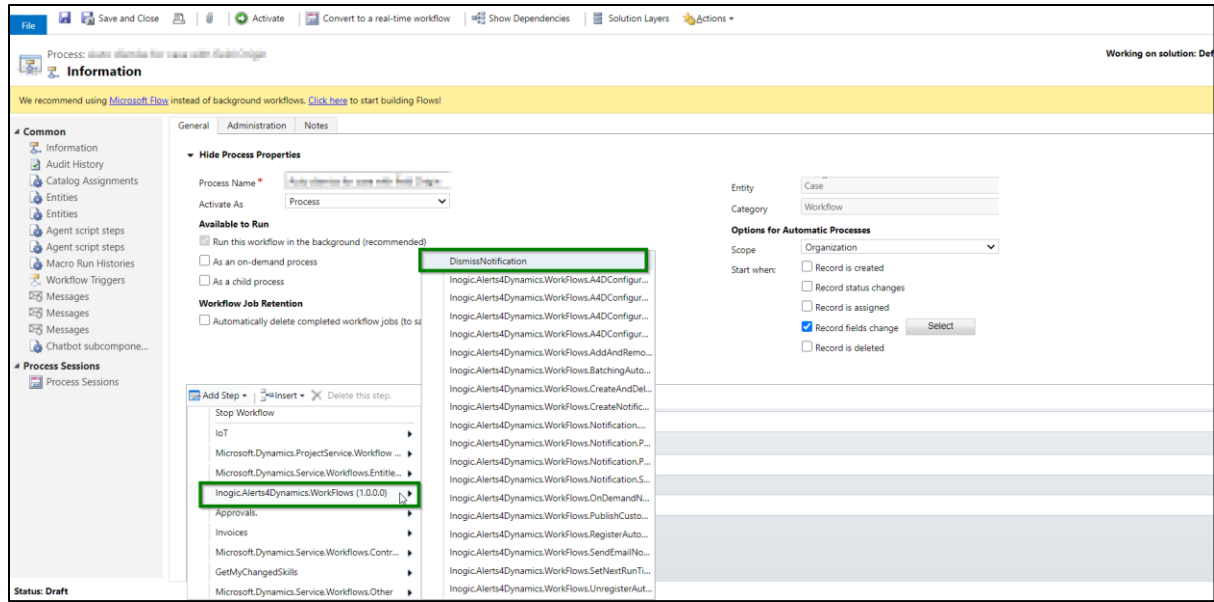 File
Save and Close
Activate
Convert to a real-time workflow
Show Dependencies
Solution Layers
Actions
Process:
Information
Working on solution: Def
We recommend using Microsoft Flow instead of background workflows. Click here to start building Flows!
Common
Information
Audit History
Catalog Assignments
Entities
Entities
Agent script steps
Agent script steps
Macro Run Histories
Workflow Triggers
Messages
Messages
Messages
Chatbot subcompone...
Process Sessions
Process Sessions
General
Administration
Notes
Hide Process Properties
Process Name *
Activate As
Process
Available to Run
Run this workflow in the background (recommended)
As an on-demand process
As a child process
Workflow Job Retention
Automatically delete completed workflow jobs (to sa
Entity
Case
Category
Workflow
Options for Automatic Processes
Scope
Organization
Start when:
Record is created
Record status changes
Record is assigned
Record fields change
Select
Record is deleted
Add Step
Insert
Delete this step.
Stop Workflow
IoT
Microsoft.Dynamics.ProjectService.Workflow ...
Microsoft.Dynamics.Service.Workflows.Entitle...
Inogic.Alerts4Dynamics.WorkFlows (1.0.0.0)
Approvals.
Invoices
Microsoft.Dynamics.Service.Workflows.Contr...
GetMyChangedSkills
Microsoft.Dynamics.Service.Workflows.Other
DismissNotification
Inogic.Alerts4Dynamics.WorkFlows.A4DConfigur...
Inogic.Alerts4Dynamics.WorkFlows.A4DConfigur...
Inogic.Alerts4Dynamics.WorkFlows.A4DConfigur...
Inogic.Alerts4Dynamics.WorkFlows.A4DConfigur...
Inogic.Alerts4Dynamics.WorkFlows.AddAndRemo...
Inogic.Alerts4Dynamics.WorkFlows.BatchingAuto...
Inogic.Alerts4Dynamics.WorkFlows.CreateAndDel...
Inogic.Alerts4Dynamics.WorkFlows.CreateNotific...
Inogic.Alerts4Dynamics.WorkFlows.Notification....
Inogic.Alerts4Dynamics.WorkFlows.Notification.P...
Inogic.Alerts4Dynamics.WorkFlows.Notification.P...
Inogic.Alerts4Dynamics.WorkFlows.Notification.S...
Inogic.Alerts4Dynamics.WorkFlows.OnDemandN...
Inogic.Alerts4Dynamics.WorkFlows.PublishCusto...
Inogic.Alerts4Dynamics.WorkFlows.RegisterAuto...
Inogic.Alerts4Dynamics.WorkFlows.SendEmailNo...
Inogic.Alerts4Dynamics.WorkFlows.SetNextRunTi...
Inogic.Alerts4Dynamics.WorkFlows.UnregisterAut...
Status: Draft